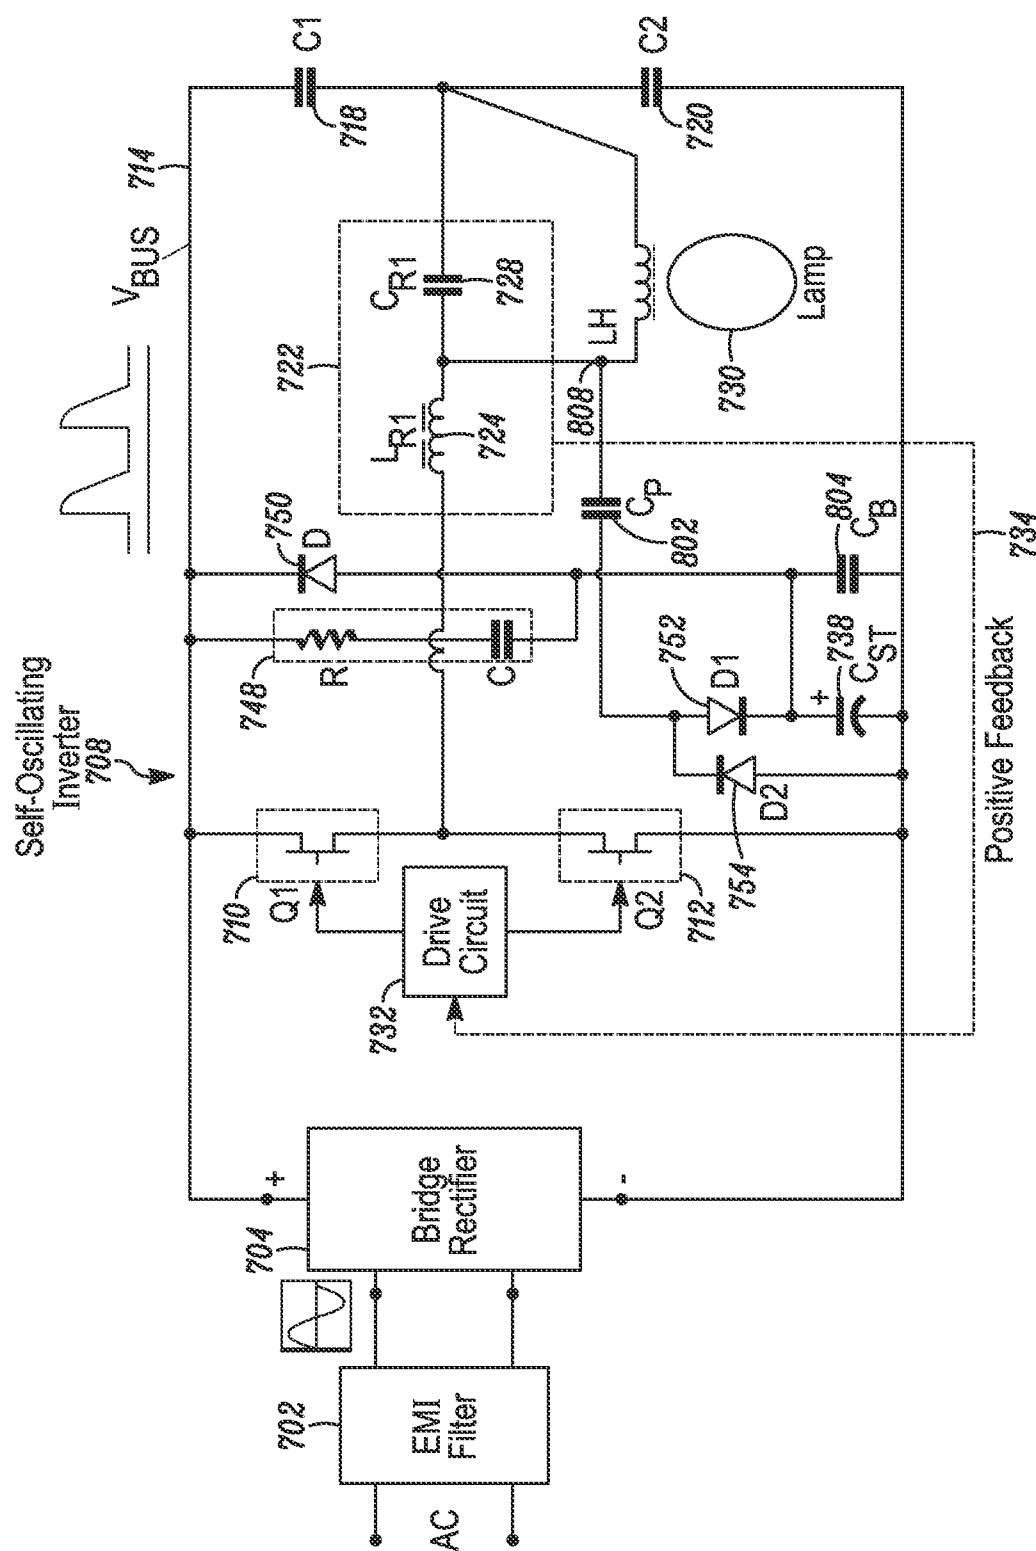 Self-Oscillating
Inverter
708
V BUS
714
C1
718
C2
720
722
C R1
728
L R1
724
LH
808
730
Lamp
750
D
748
R
C
C P
802
804
C B
738
C ST
+
752
D1
D2
754
710
Q1
Q2
712
Drive
Circuit
732
734
Positive Feedback
704
+
-
Bridge
Rectifier
702
EMI
Filter
AC